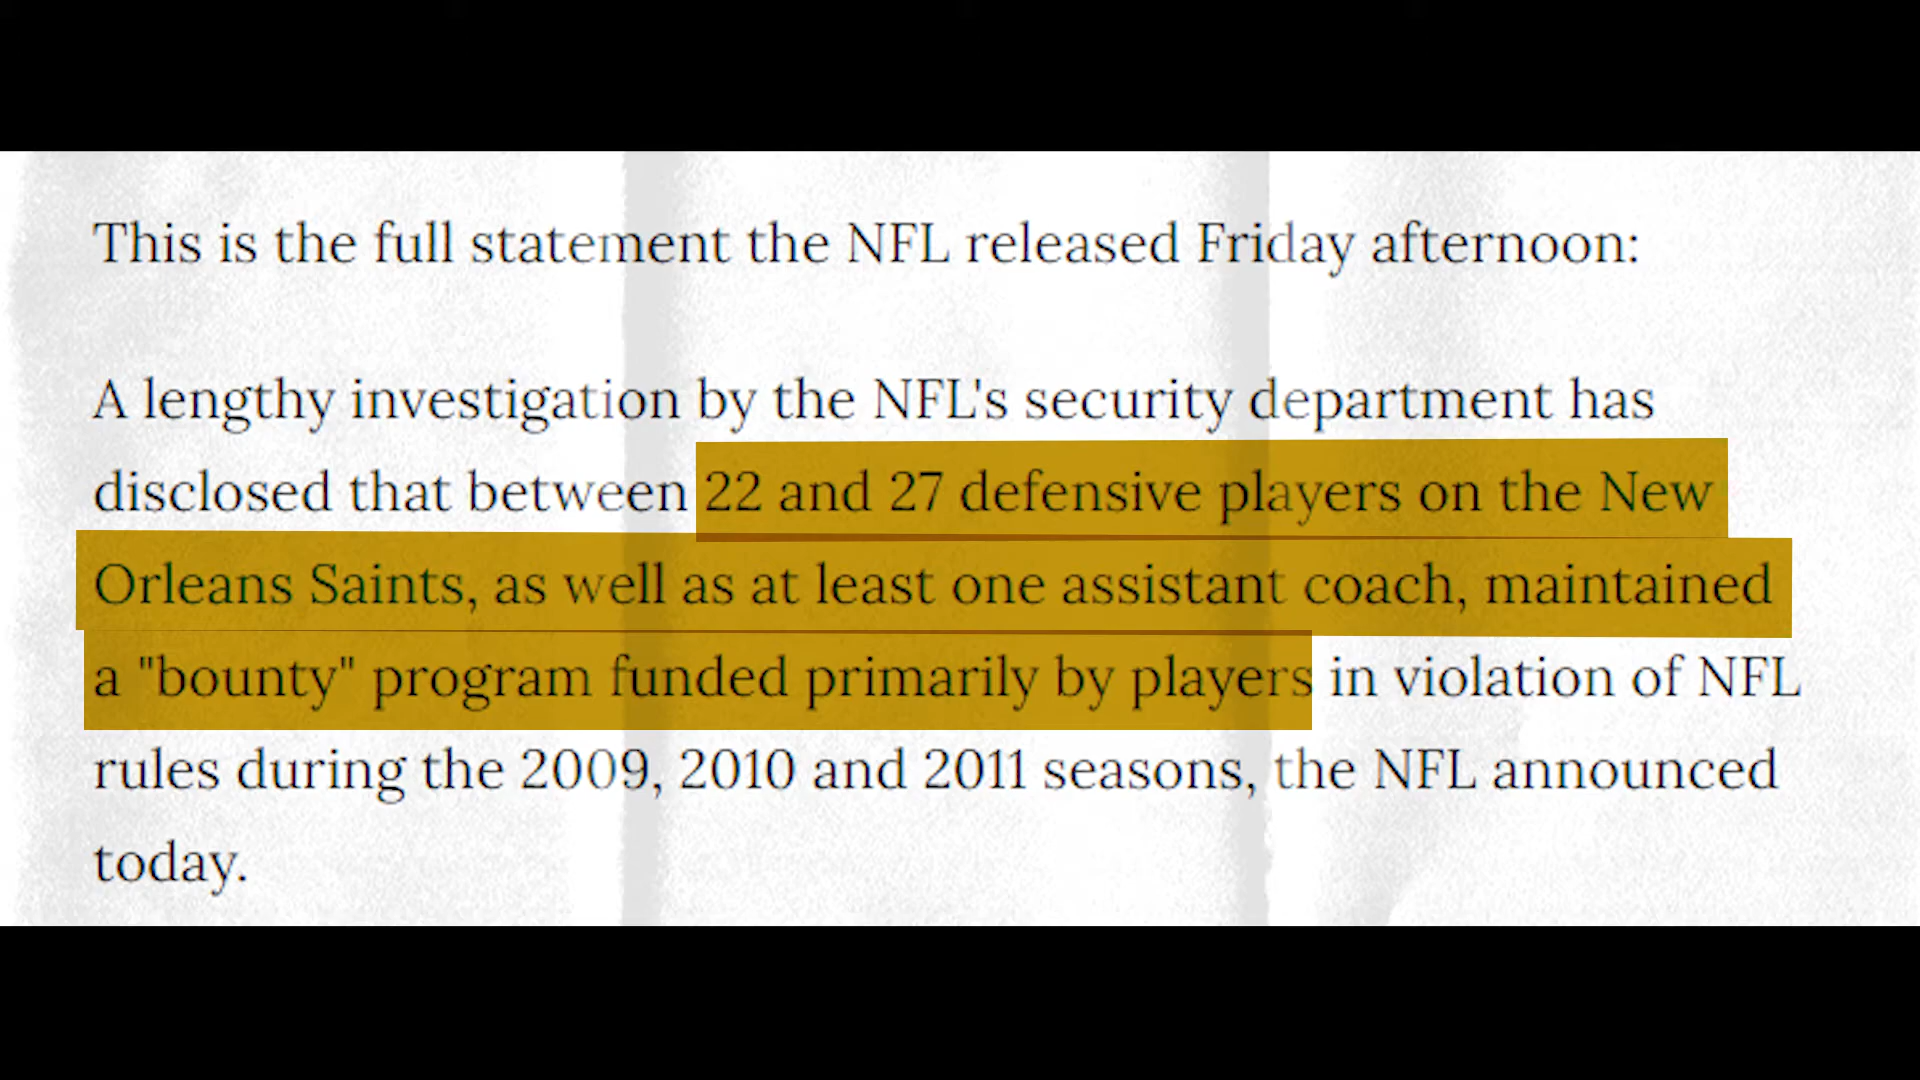 This is the full statement the NFL released Friday afternoon:
A lengthy investigation by the NFL's security department has
disclosed that between 22 and 27 defensive players on the New
Orleans Saints, as well as at least one assistant coach, maintained
a "bounty" program funded primarily by players in violation of NFL
rules during the 2009, 2010 and 2011 seasons, the NFL announced
today.